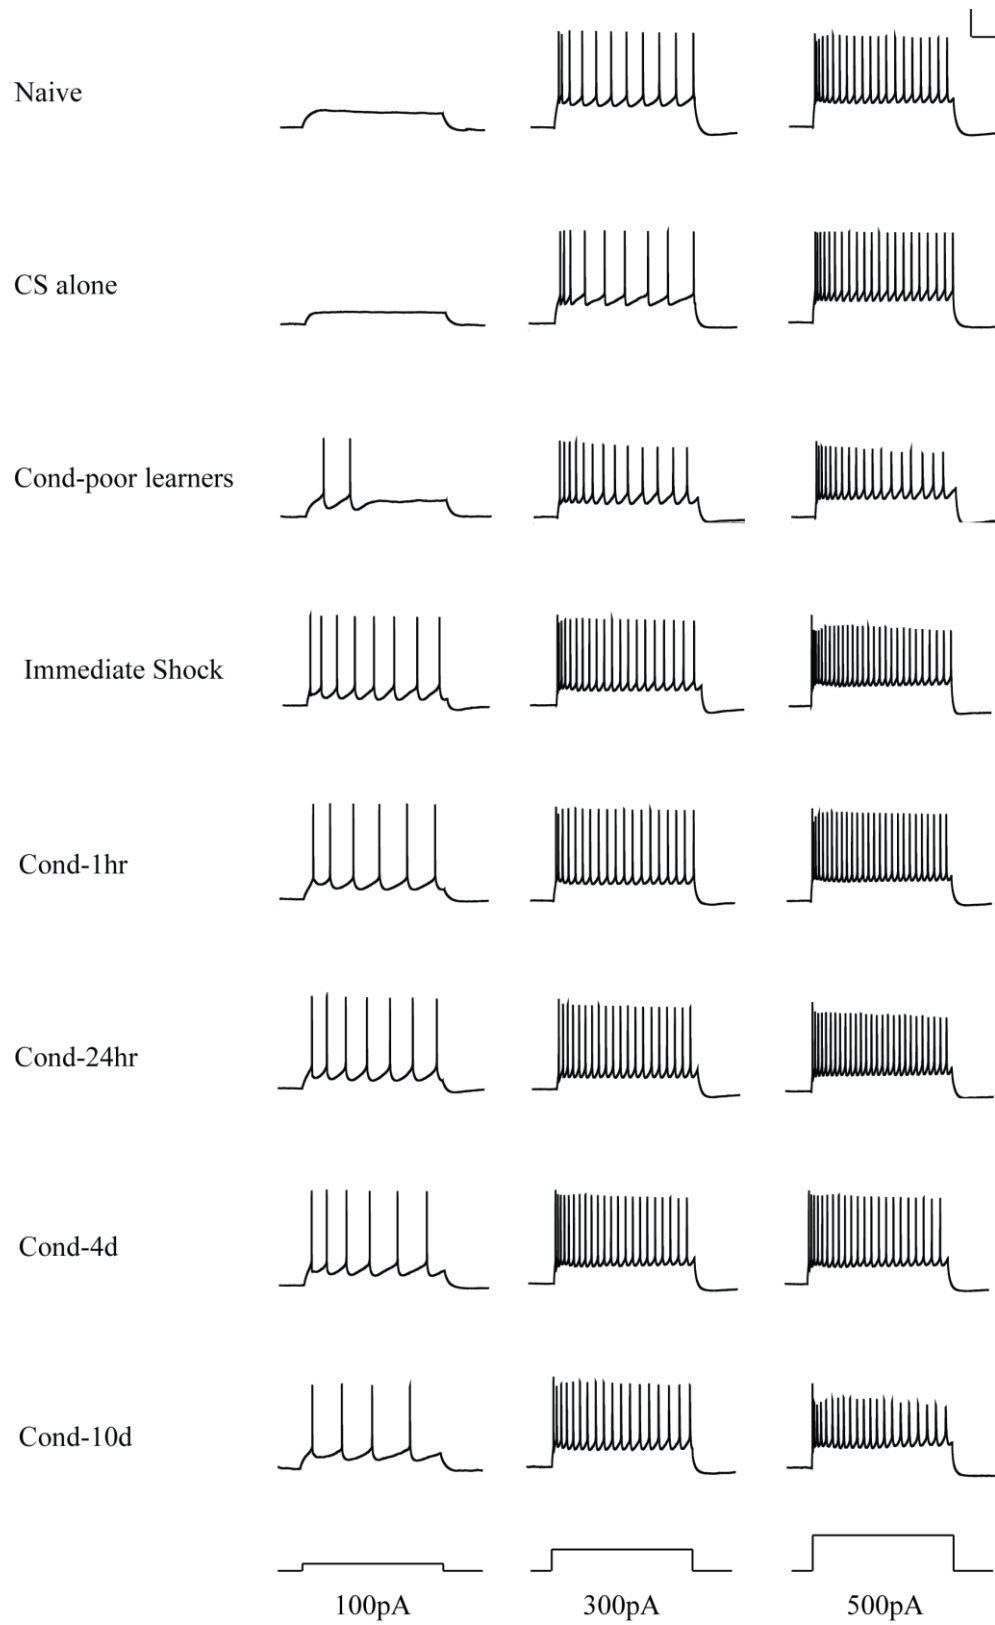 Naive
CS alone
Cond-poor learners
Immediate Shock
Cond-1hr
Cond-24hr
Cond-4d
Cond-10d
100pA 300pA 500pA